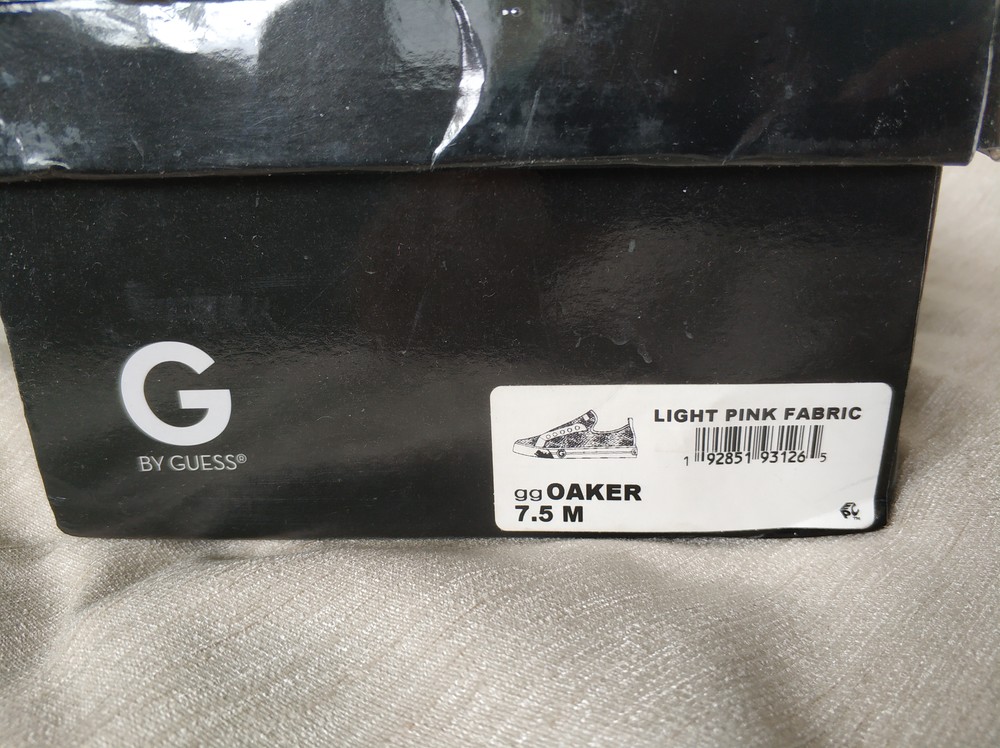 G
BY GUESS®
LIGHT PINK FABRIC
1 92851 93126 5
ggOAKER
7.5 M